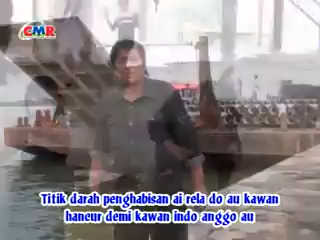 CMR
Titik darah penghabisan ai rela do au kawan
haneur demi kawan indo anggo au